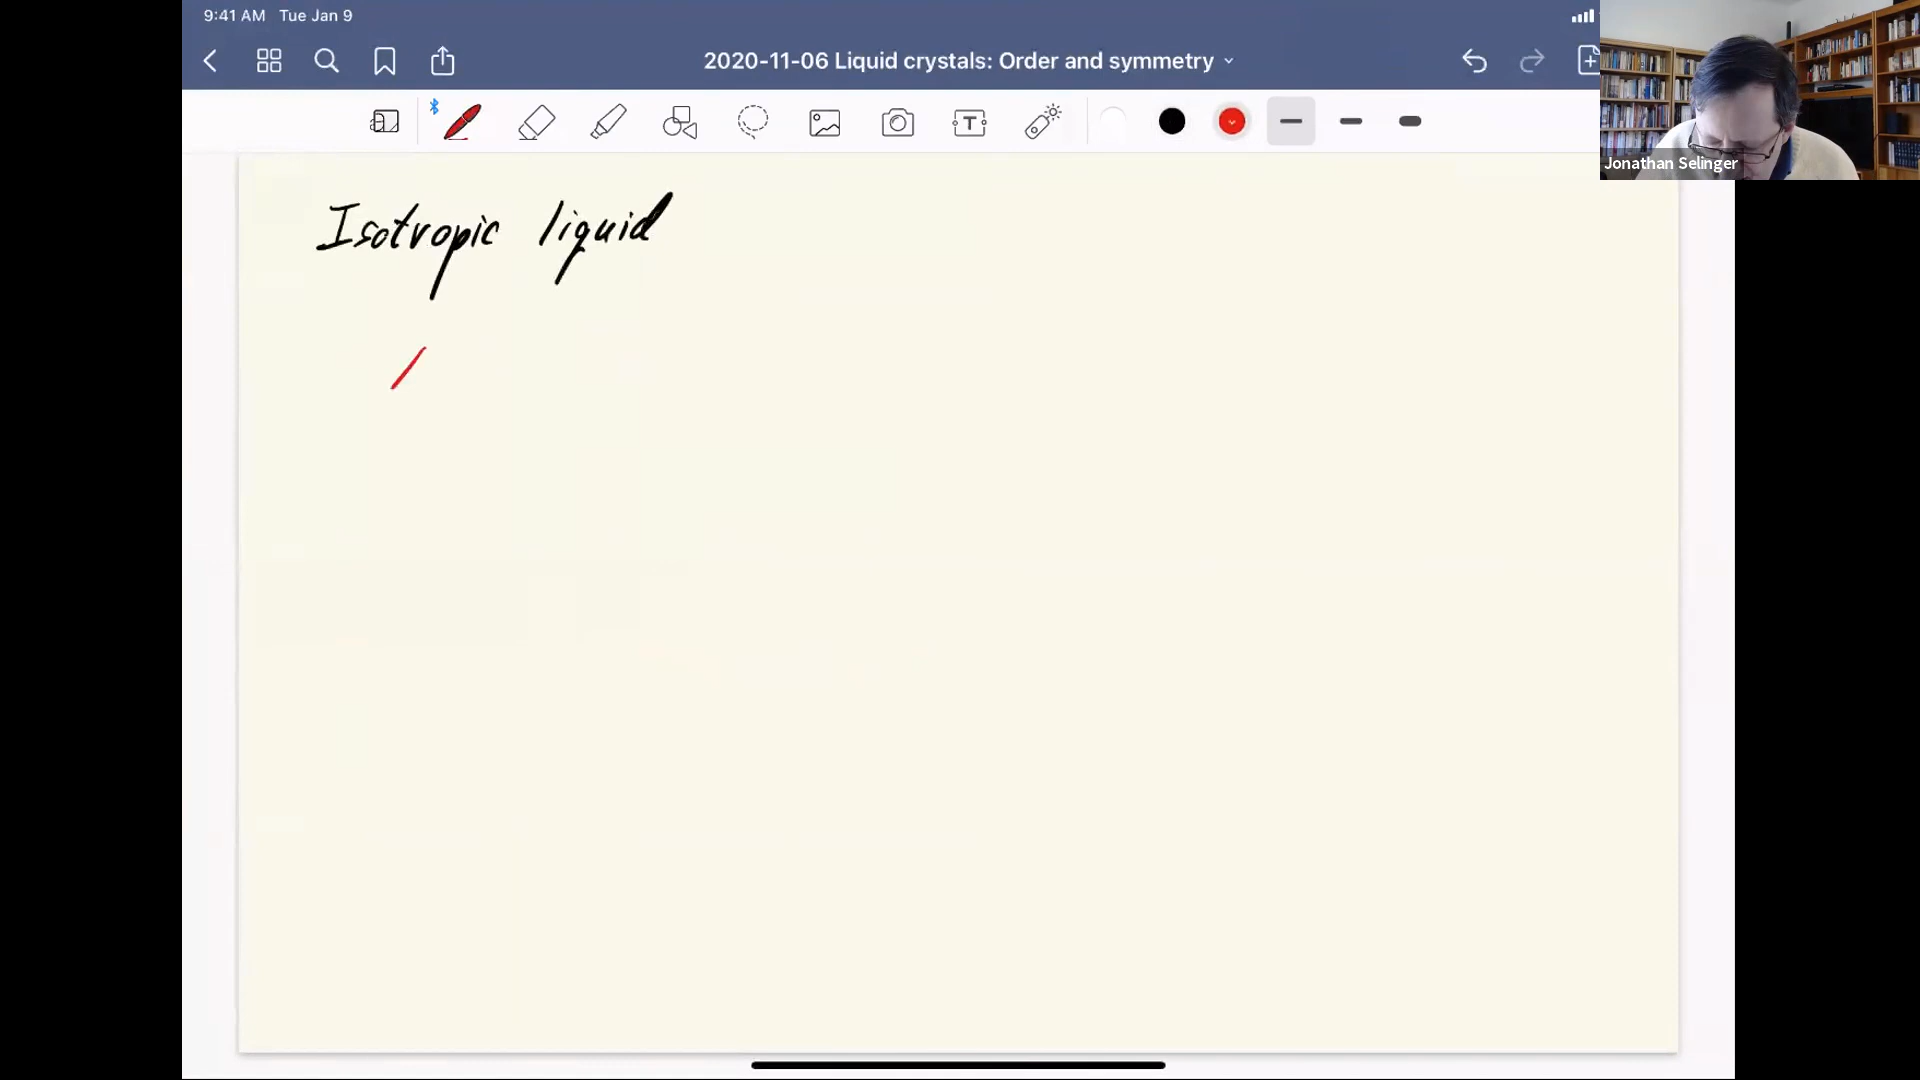 9:41 AM Tue Jan 9
2020-11-06 Liquid crystals: Order and symmetry
Jonathan Selinger
Isotropic liquid